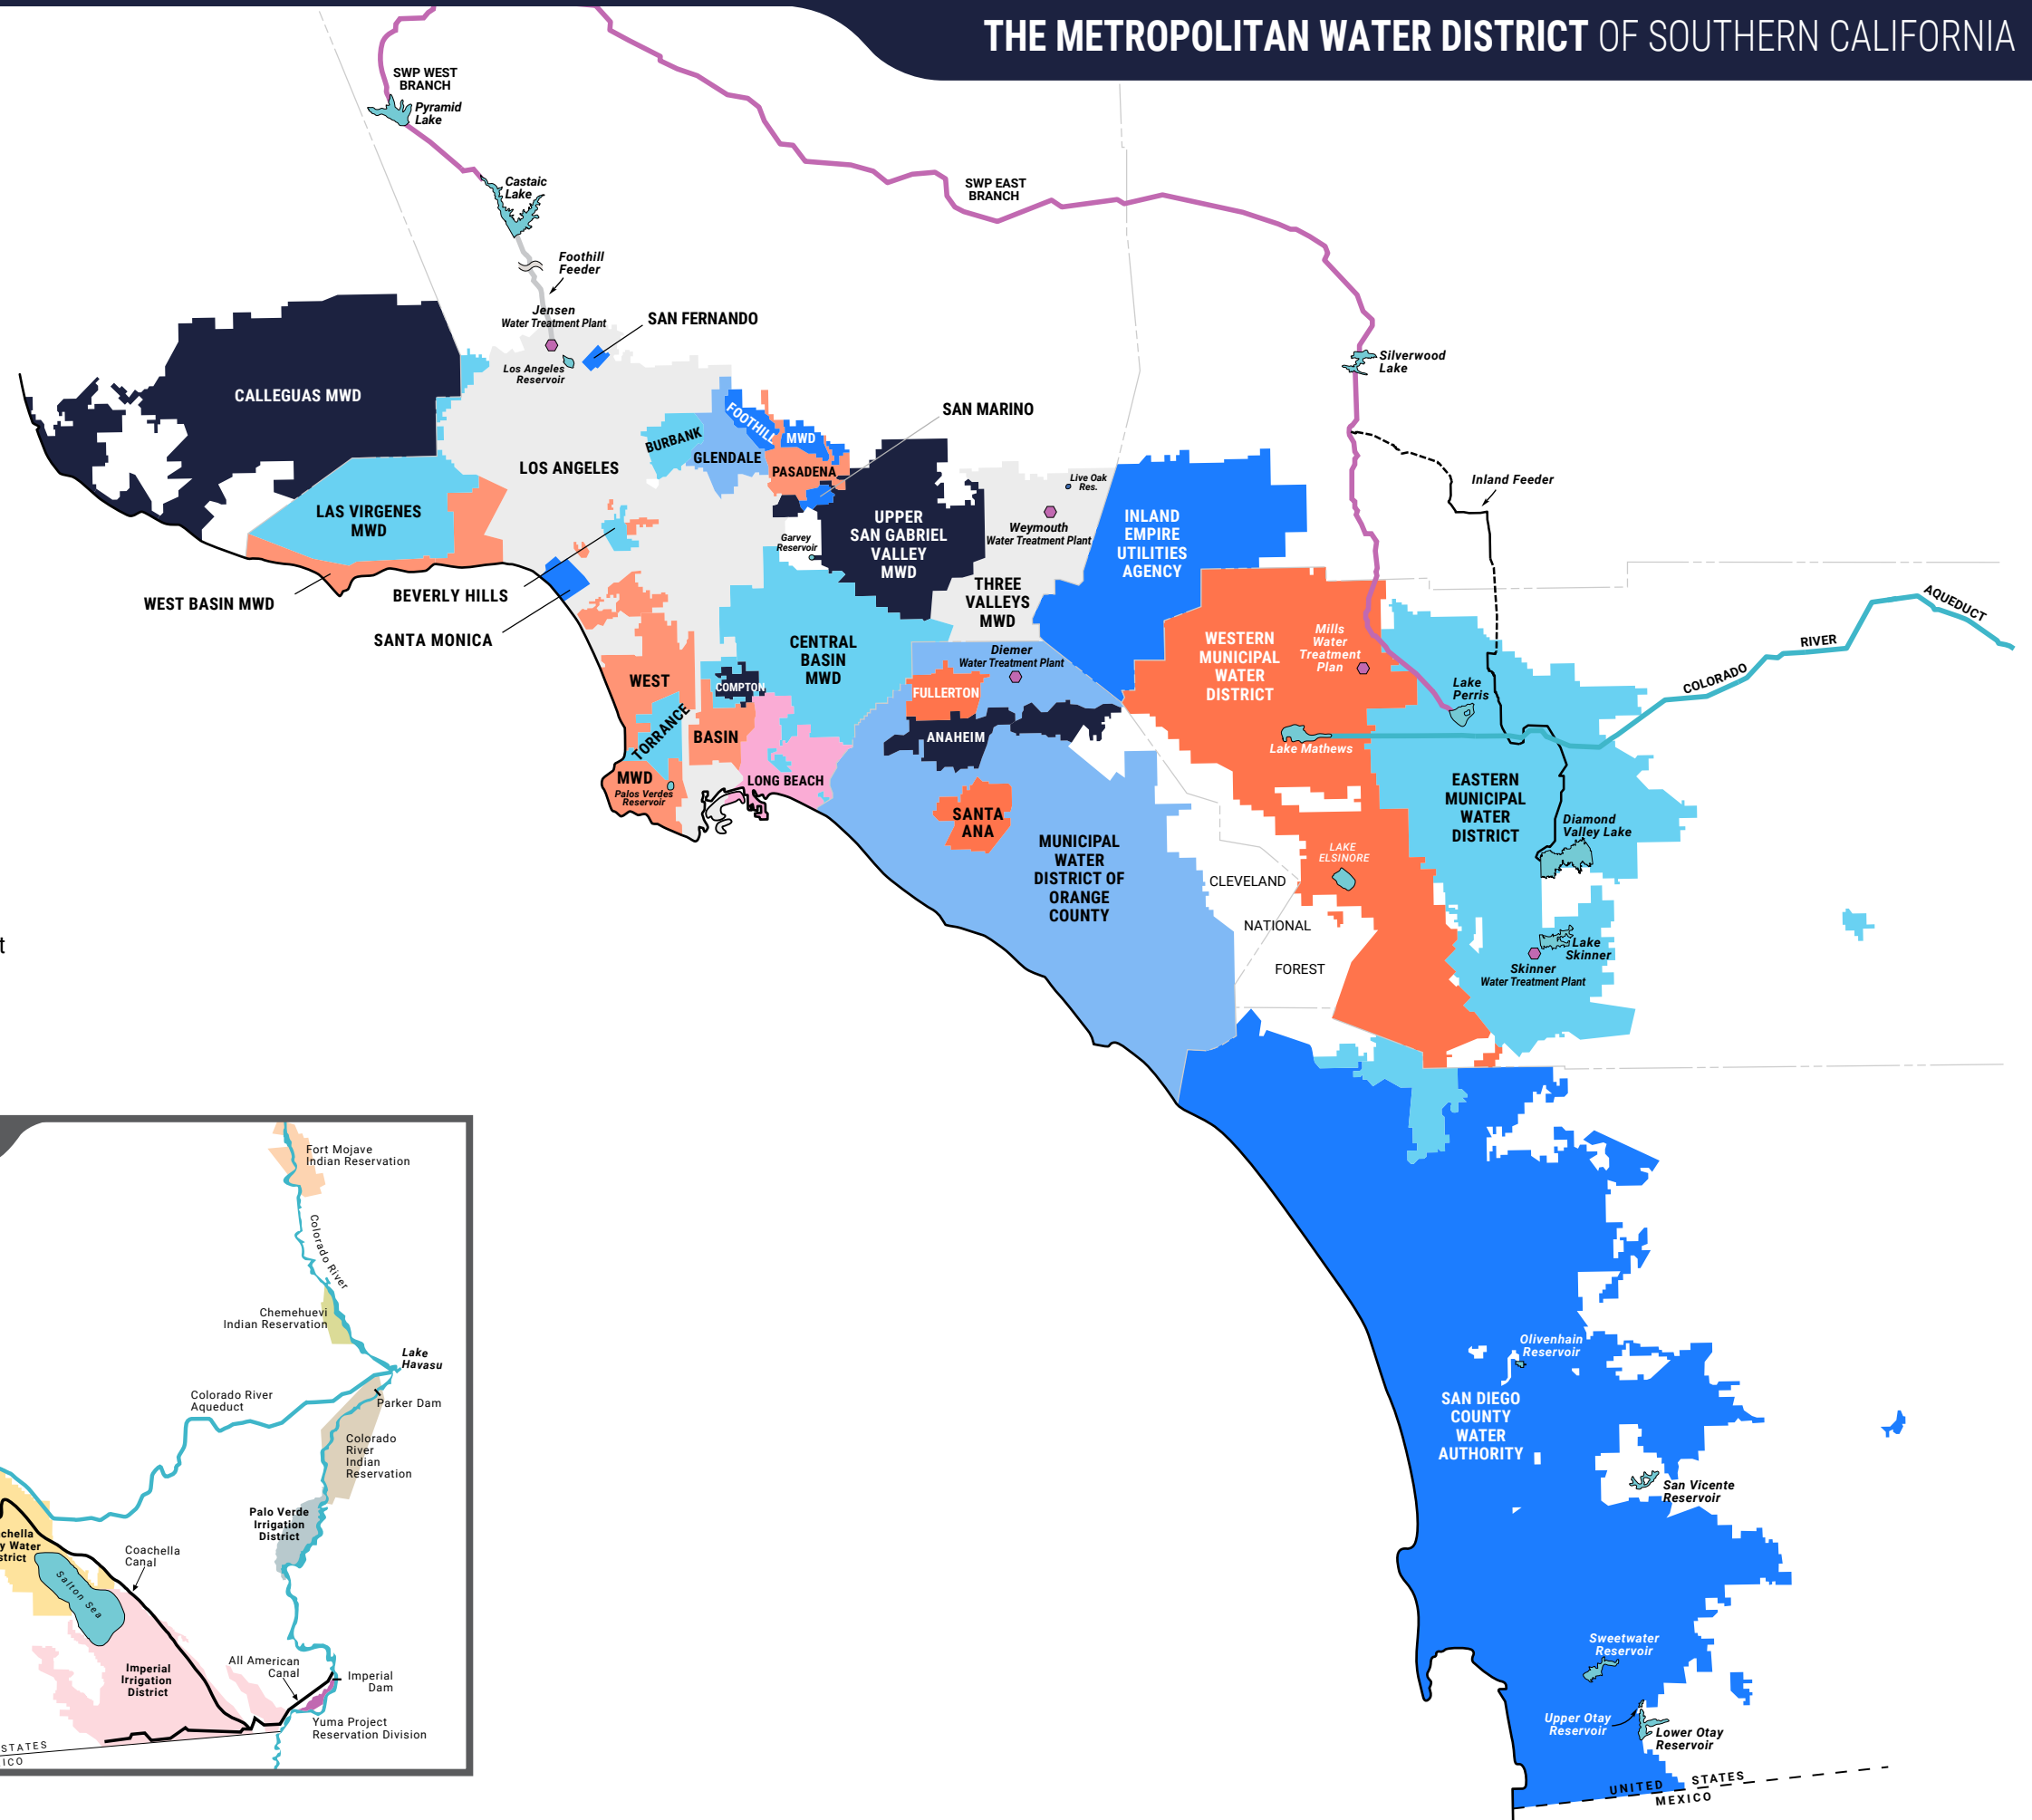 THE METROPOLITAN WATER DISTRICT OF SOUTHERN CALIFORNIA
SWP WEST
BRANCH
Pyramid
Lake
Castaic
Lake
SWP EAST
BRANCH
Foothill
Feeder
Jensen
Water Treatment Plant
SAN FERNANDO
Los Angeles
Reservoir
Silverwood
Lake
CALLEGUAS MWD
SAN MARINO
FOOTHILL
MWD
BURBANK
GLENDALE
PASADENA
LOS ANGELES
Live Oak
Res.
Inland Feeder
LAS VIRGENES
MWD
UPPER
SAN GABRIEL
VALLEY
MWD
Weymouth
Water Treatment Plant
INLAND
EMPIRE
UTILITIES
AGENCY
Garvey
Reservoir
THREE
VALLEYS
MWD
WEST BASIN MWD
BEVERLY HILLS
SANTA MONICA
COLORADO
RIVER
AQUEDUCT
CENTRAL
BASIN
MWD
WESTERN
MUNICIPAL
WATER
DISTRICT
Mills
Water
Treatment
Plan
Diemer
Water Treatment Plant
WEST
COMPTON
FULLERTON
Lake
Perris
TORRANCE
BASIN
ANAHEIM
Lake Mathews
MWD
Palos Verdes
Reservoir
LONG BEACH
EASTERN
MUNICIPAL
WATER
DISTRICT
SANTA
ANA
Diamond
Valley Lake
MUNICIPAL
WATER
DISTRICT OF
ORANGE
COUNTY
LAKE
ELSINORE
CLEVELAND
NATIONAL
FOREST
t
Lake
Skinner
Skinner
Water Treatment Plant
Olivenhain
Reservoir
SAN DIEGO
COUNTY
WATER
AUTHORITY
San Vicente
Reservoir
Sweetwater
Reservoir
Upper Otay
Reservoir
Lower Otay
Reservoir
UNITED STATES
MEXICO
Fort Mojave
Indian Reservation
Colorado River
Chemehuevi
Indian Reservation
Lake
Havasu
Colorado River
Aqueduct
Parker Dam
Colorado
River
Indian
Reservation
Palo Verde
Irrigation
District
chella
y Water
strict
Coachella
Canal
Salton Sea
All American
Canal
Imperial
Irrigation
District
Imperial
Dam
Yuma Project
Reservation Division
STATES
ICO